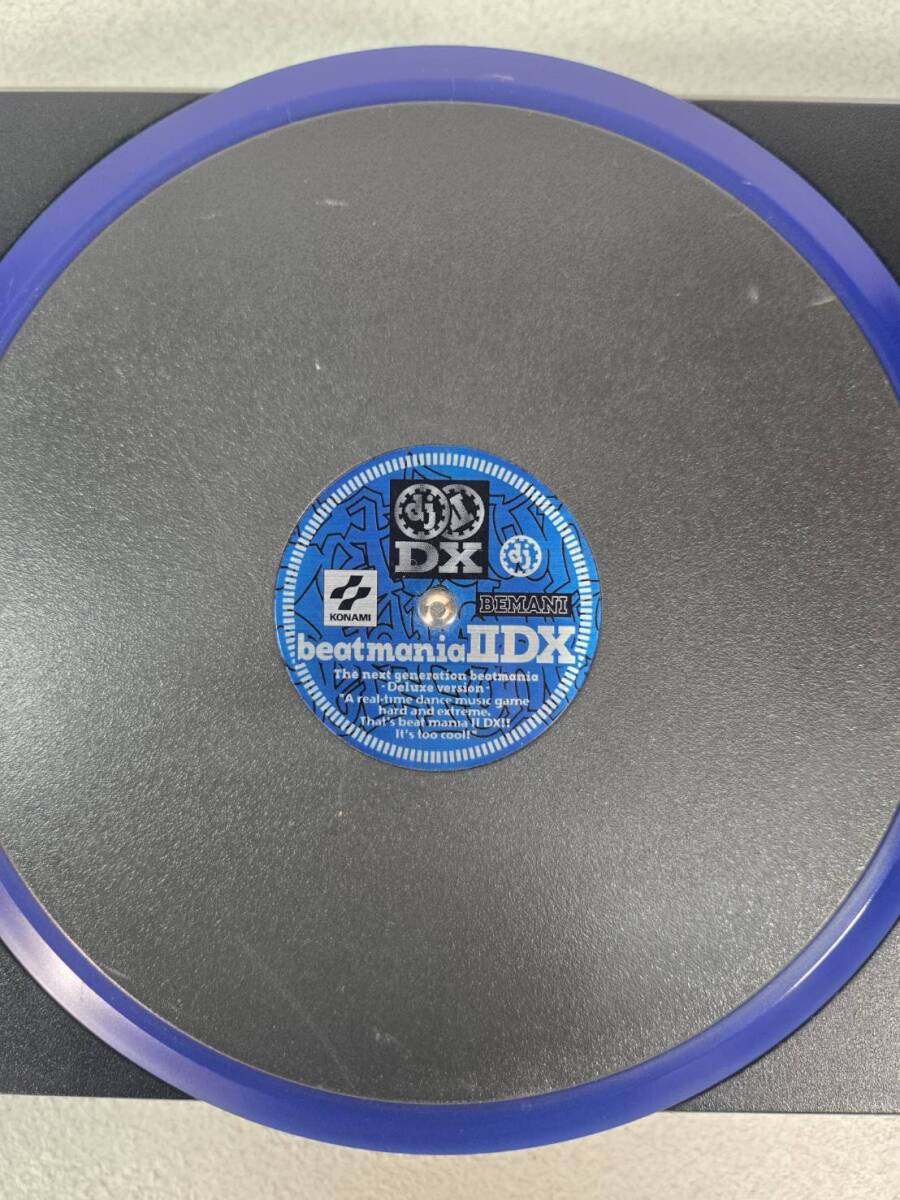 dj
DX
dj
KONAMI
BEMANI
beatmania IIDX
The next generation beatmania
- Deluxe version -
"A real-time dance music game
hard and extreme.
That's beat mania II DX!!
It's too cool!"